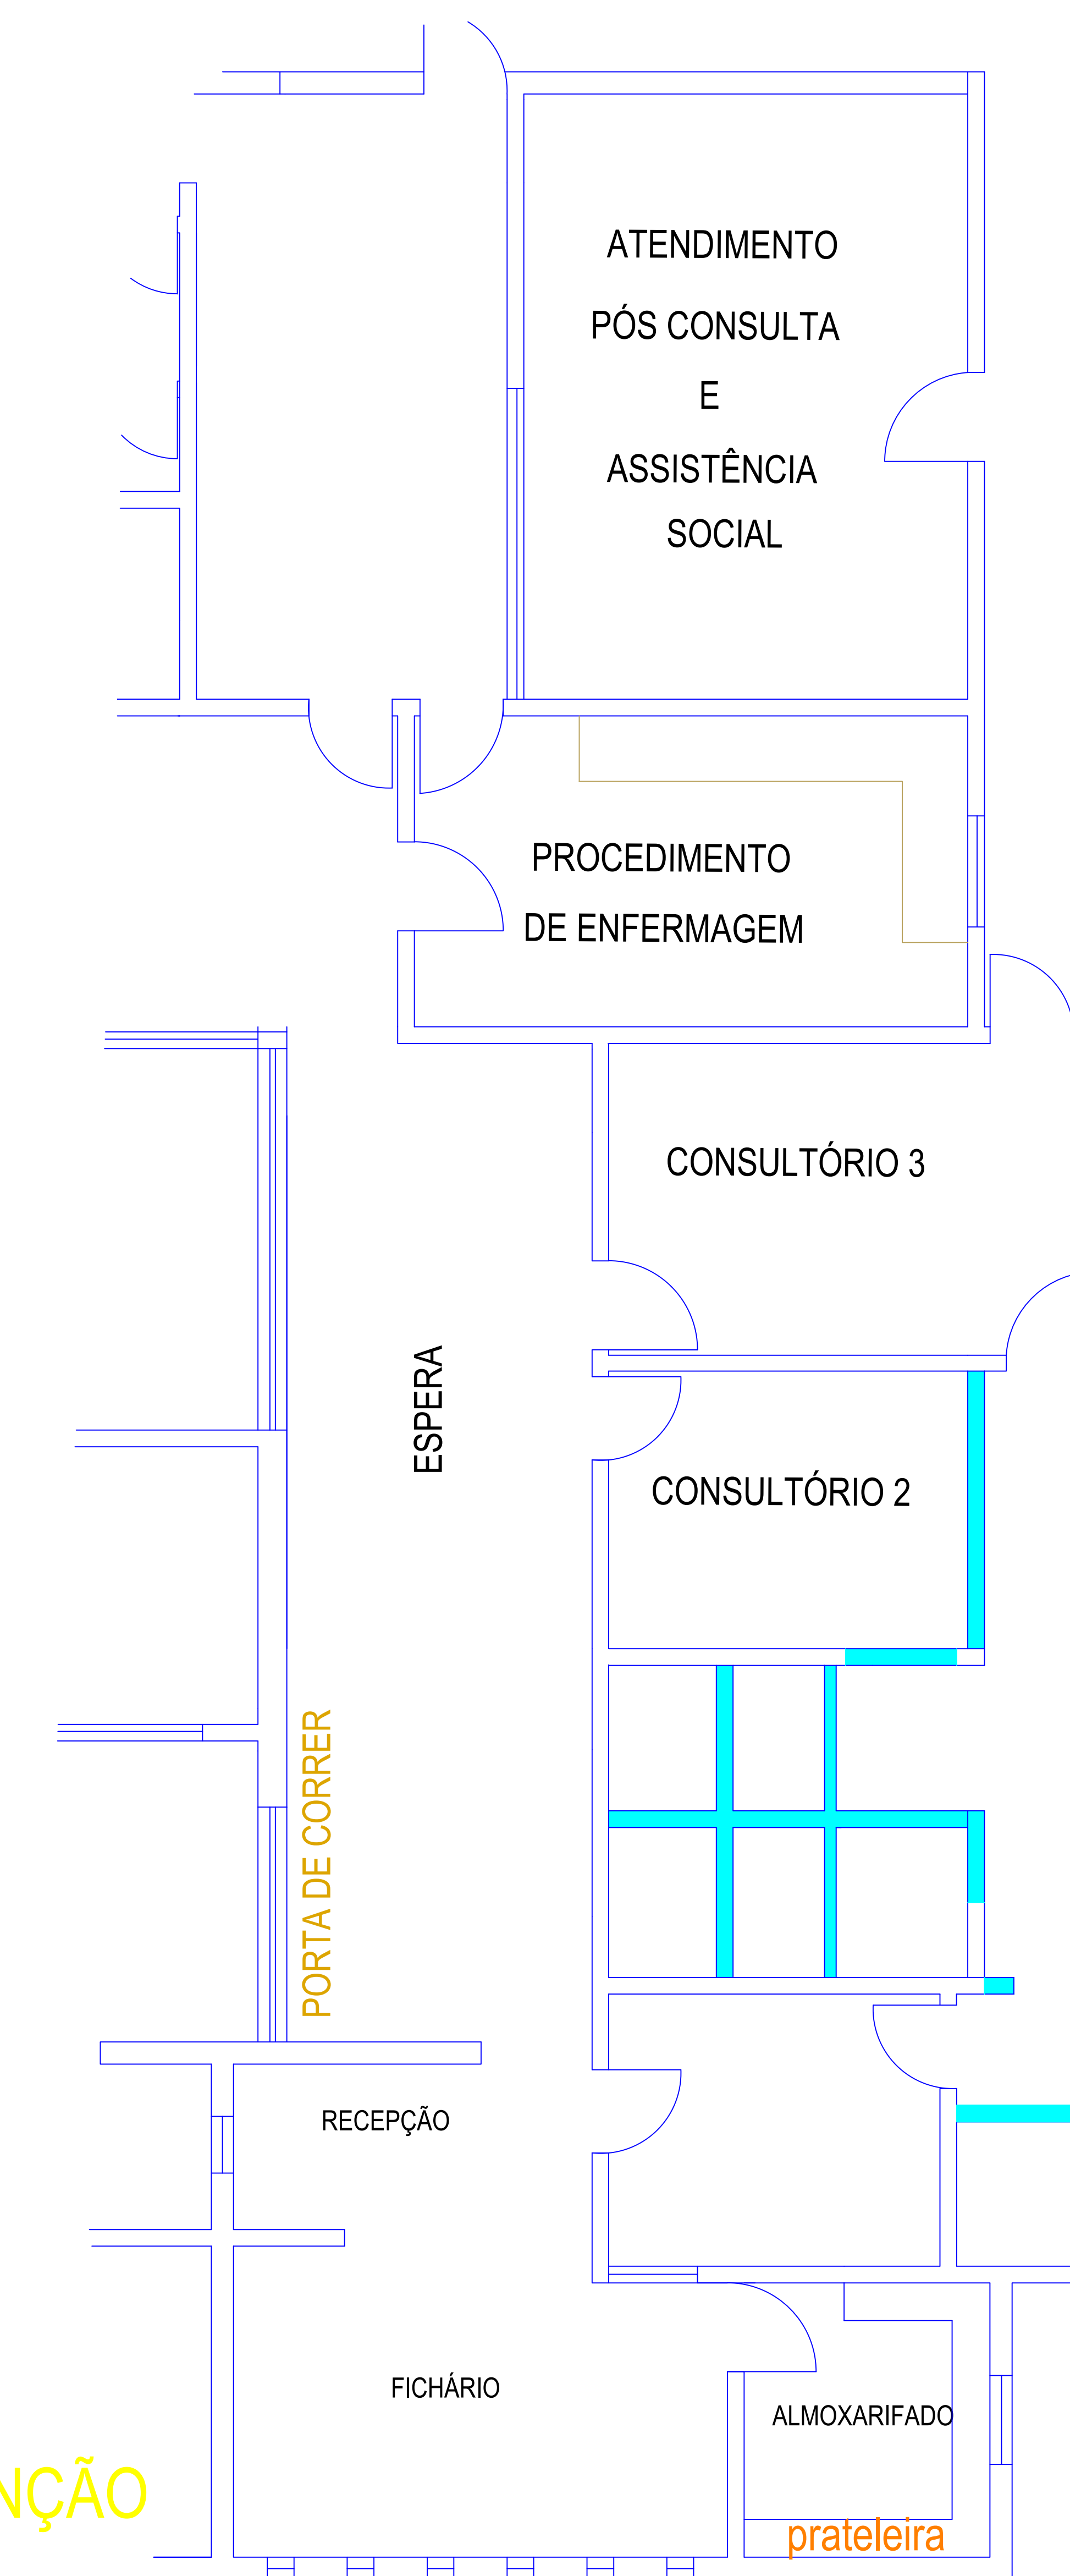 ATENDIMENTO
PÓS CONSULTA
E
ASSISTÊNCIA
SOCIAL
PROCEDIMENTO
DE ENFERMAGEM
CONSULTÓRIO 3
ESPERA
CONSULTÓRIO 2
PORTA DE CORRER
RECEPÇÃO
FICHÁRIO
ALMOXARIFADO
NÇÃO
prateleira